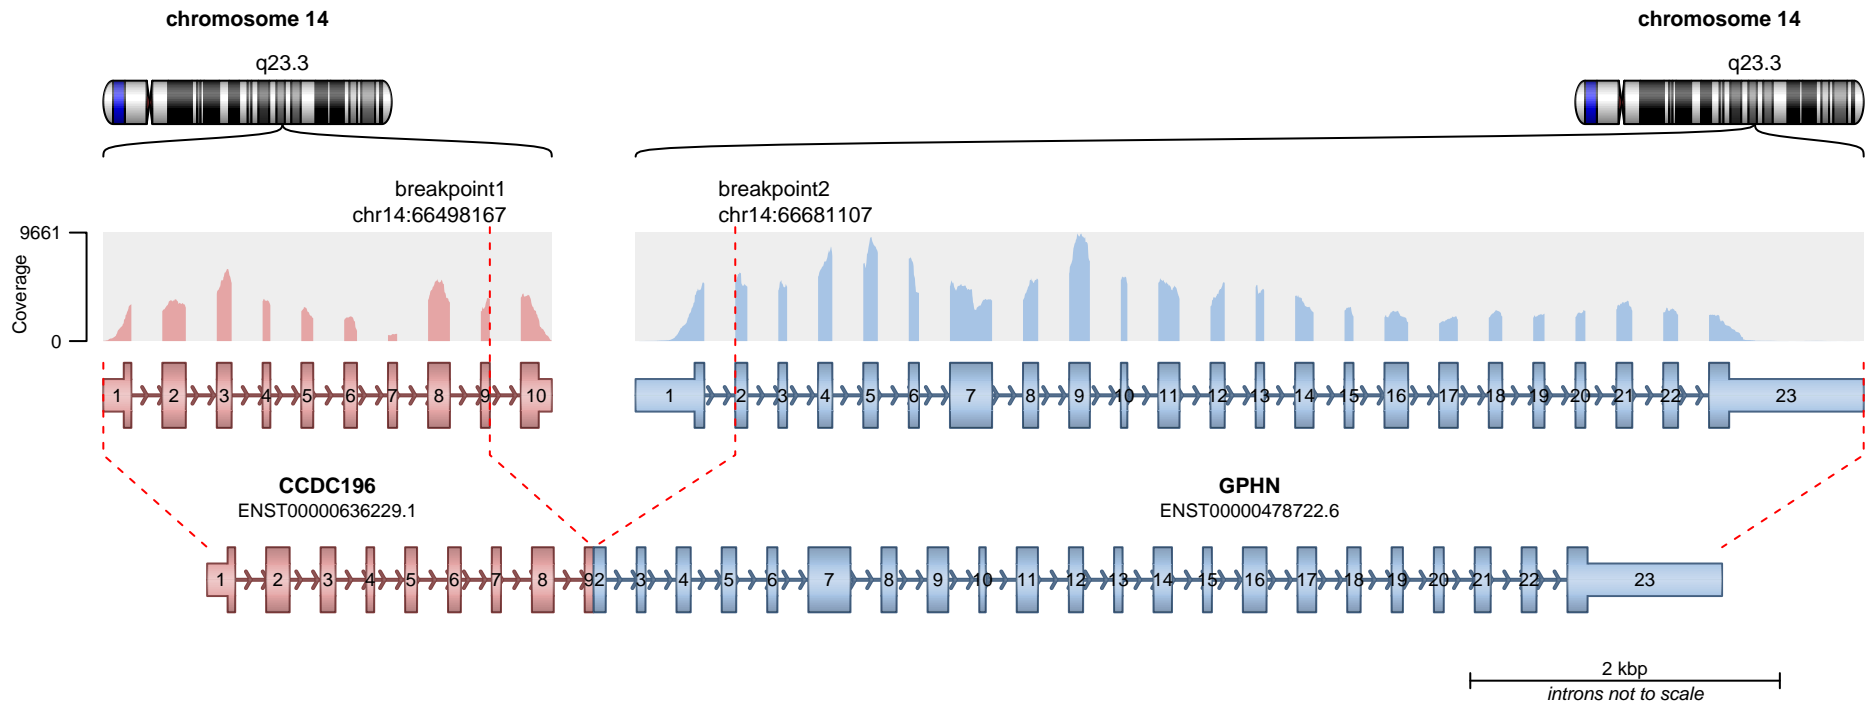 chromosome 14 chromosome 14
q23.3 q23.3
breakpoint1 breakpoint2
chr14:66498167 chr14:66681107
9661
Coverage
0
1 2 3 4 5 6 7 8 9 10 1 2 3 4 5 6 7 8 9 10 11 12 13 14 15 16 17 18 19 20 21 22 23
CCDC196 GPHN
ENST00000636229.1 ENST00000478722.6
1 2 3 4 5 6 7 8 9 2 3 4 5 6 7 8 9 10 11 12 13 14 15 16 17 18 19 20 21 22 23
2 kbp
introns not to scale